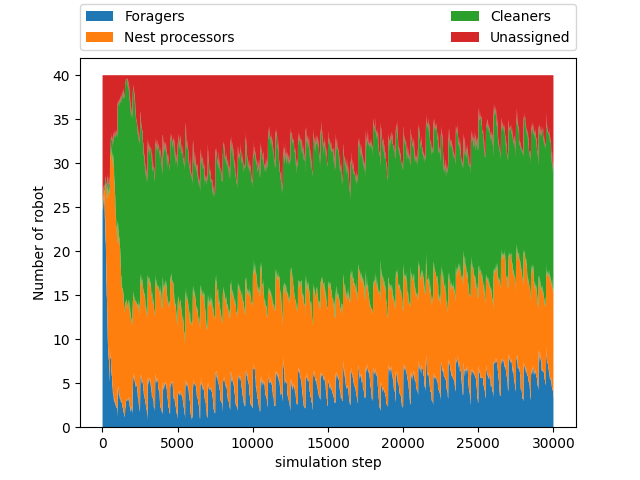 Foragers
Nest processors
Cleaners
Unassigned
40
35
30
25
20
15
10
5
0
Number of robot
0 5000 10000 15000 20000 25000 30000
simulation step